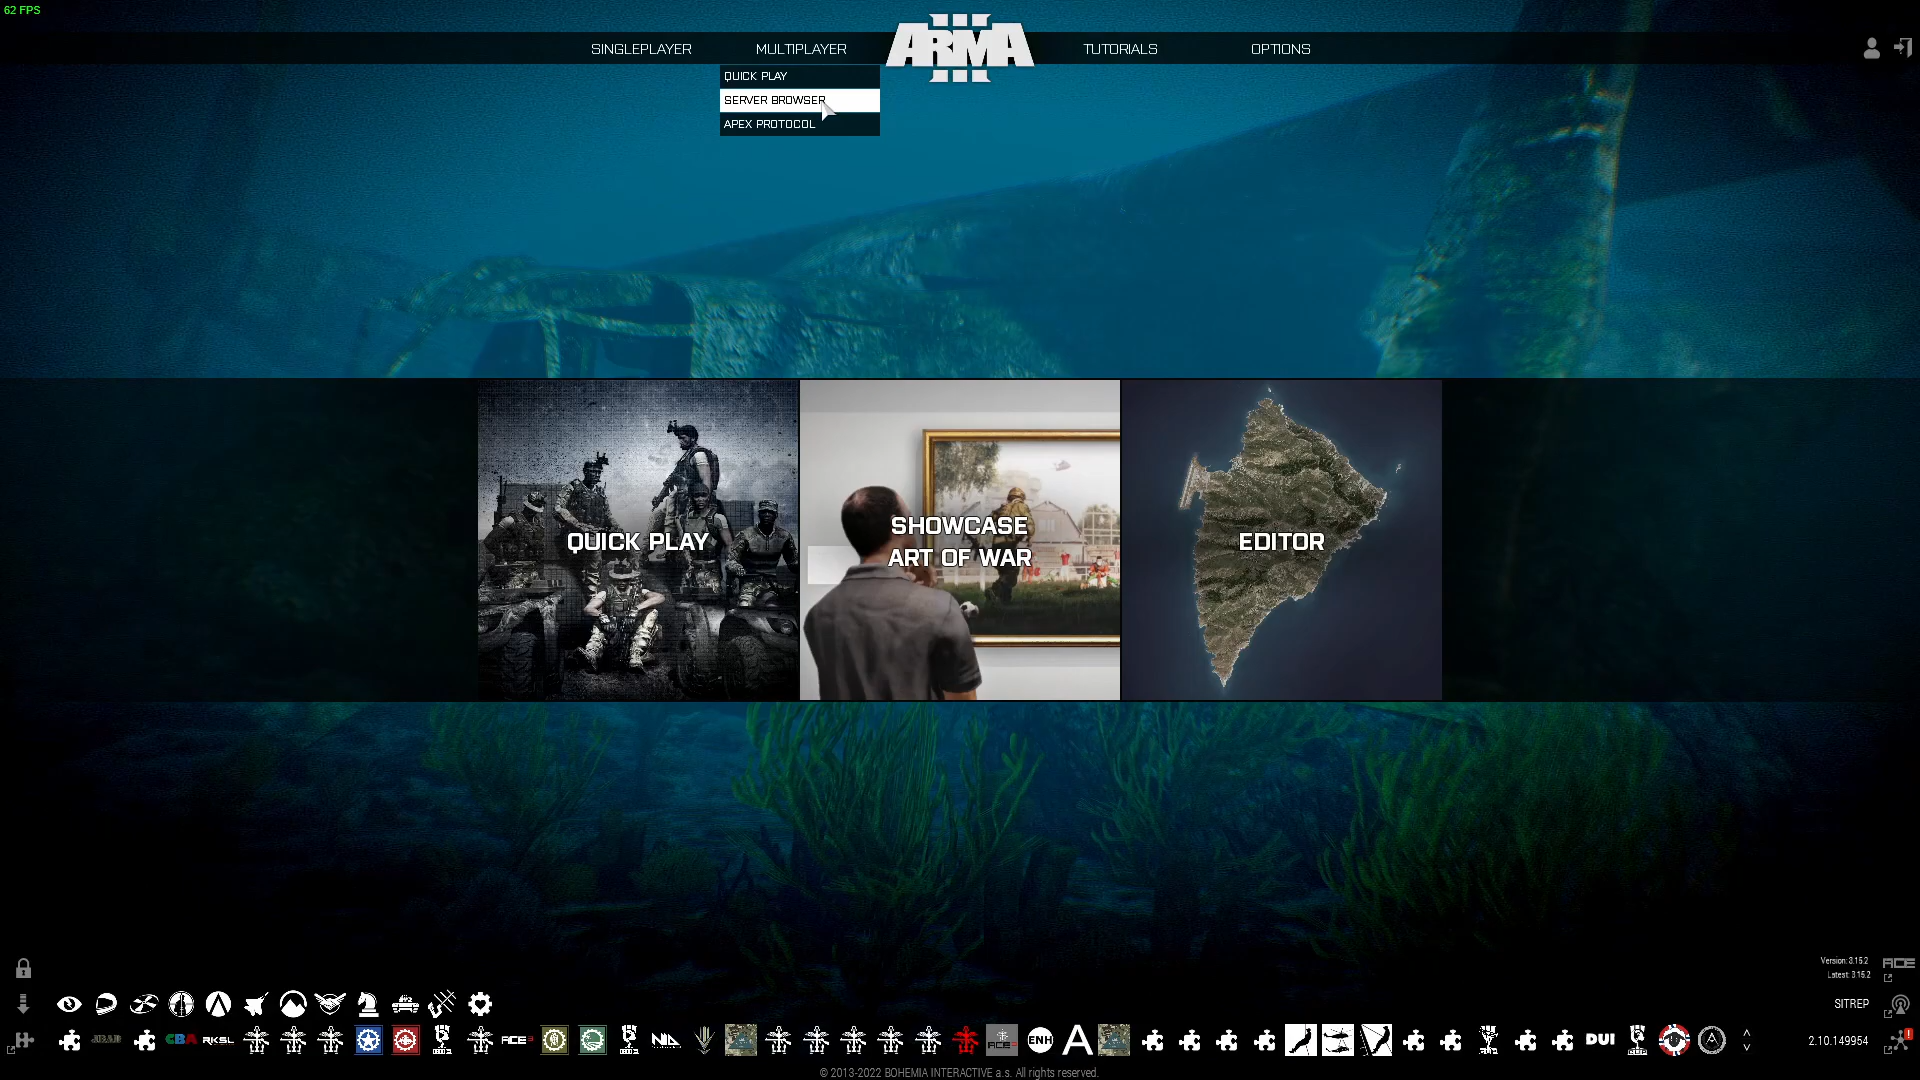 62 FPS
SINGLEPLAYER
MULTIPLAYER
ARMA III
TUTORIALS
OPTIONS
QUICK PLAY
SERVER BROWSER
APEX PROTOCOL
QUICK PLAY
SHOWCASE
ART OF WAR
EDITOR
Version: 3.15.2
Latest: 3.15.2
ACE
SITREP
CBA
RKSL
ACE3
ENH
DUI
CLIP
2.10.149954
© 2013-2022 BOHEMIA INTERACTIVE a.s. All rights reserved.